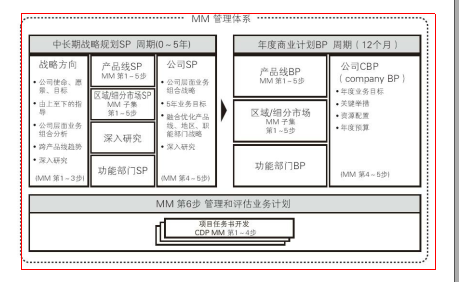 MM 管理体系
中长期战略规划SP 周期(0～5年)
战略方向
• 公司使命、愿
景、目标
• 由上至下的指
导
• 公司层面业务
组合分析
• 跨产品线趋势
• 深入研究
(MM 第1～3步)
产品线SP
MM 第1～5步
区域/细分市场SP
MM 子集
第1～5步
深入研究
功能部门SP
公司SP
• 公司层面业务
组合战略
• 5年业务目标
• 融合优化产品
线、地区、职
能部门战略
• 深入研究
(MM 第4～5步)
年度商业计划BP 周期（12个月）
产品线BP
MM 第1～5步
区域/细分市场
MM 子集
第1～5步
功能部门BP
公司CBP
（company BP）
• 年度业务目标
• 关键举措
• 资源配置
• 年度预算
(MM 第4～5步)
MM 第6步 管理和评估业务计划
项目任务书开发
CDP MM 第1～4步